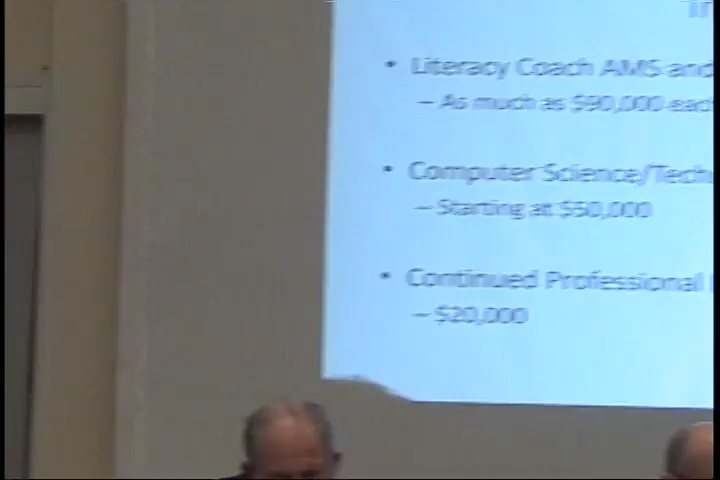 • Literacy Coach AMS and
– As much as $90,000 each
• Computer Science/Tech
– Starting at $50,000
• Continued Professional
– $20,000